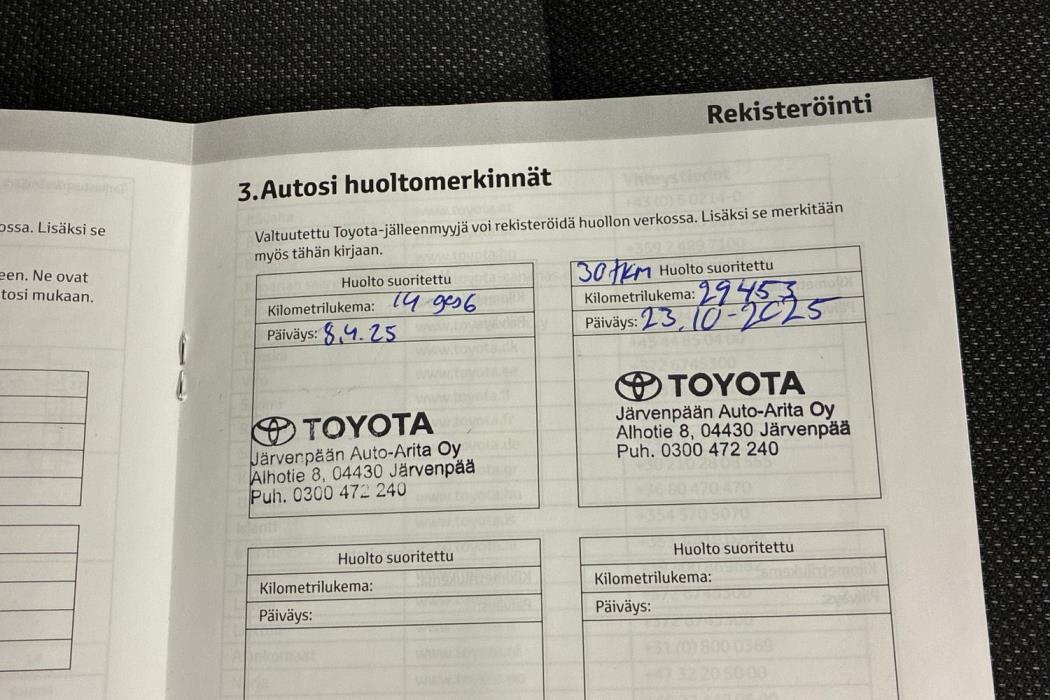 Rekisteröinti
ossa. Lisäksi se
een. Ne ovat
tosi mukaan.
3. Autosi huoltomerkinnät
Valtuutettu Toyota-jälleenmyyjä voi rekisteröidä huollon verkossa. Lisäksi se merkitään
myös tähän kirjaan.
Huolto suoritettu
Kilometrilukema: 14
Päiväys: 8.4.25
TOYOTA
Järvenpään Auto-Arita Oy
Alhotie 8, 04430 Järvenpää
Puh. 0300 472 240
30tkm Huolto suoritettu
Kilometrilukema: 29453
Päiväys: 23.10-2025
TOYOTA
Järvenpään Auto-Arita Oy
Alhotie 8, 04430 Järvenpää
Puh. 0300 472 240
Huolto suoritettu
Kilometrilukema:
Päiväys:
Huolto suoritettu
Kilometrilukema:
Päiväys: